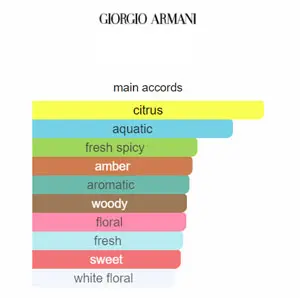 GIORGIO ARMANI
main accords
citrus
aquatic
fresh spicy
amber
aromatic
woody
floral
fresh
sweet
white floral